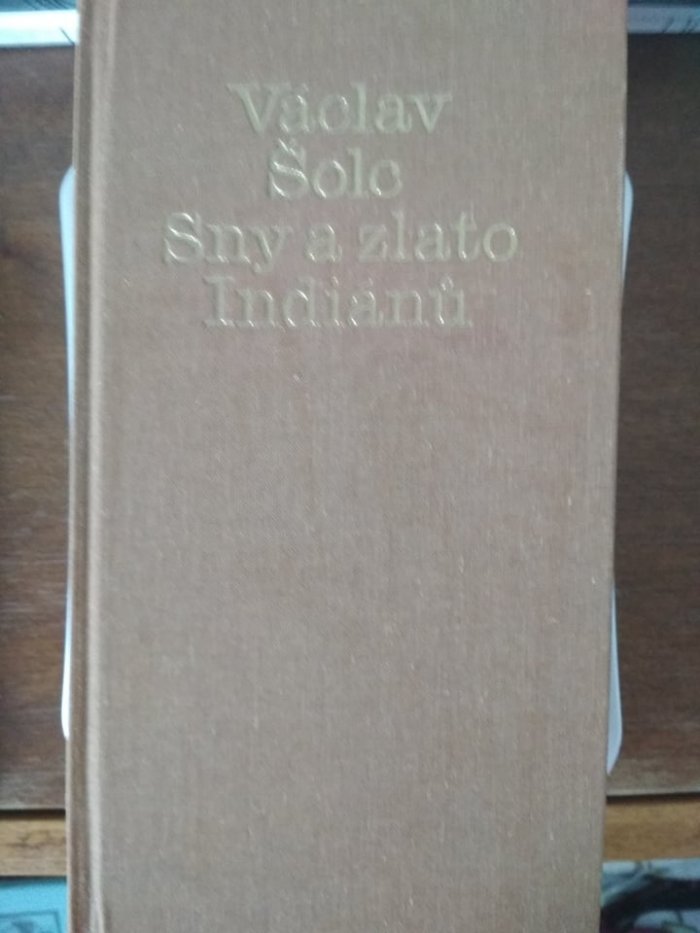 Václav
Šolc
Sny a zlato
Indiánů